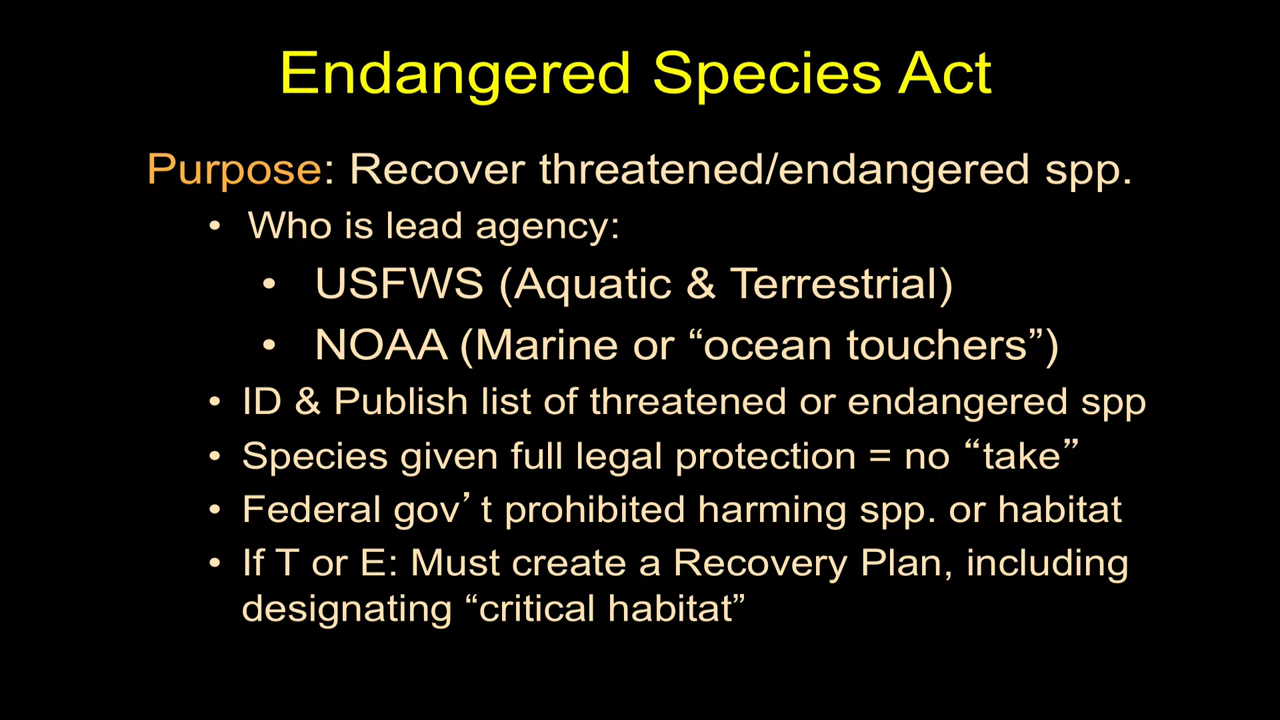 Endangered Species Act
Purpose: Recover threatened/endangered spp.
• Who is lead agency:
• USFWS (Aquatic & Terrestrial)
• NOAA (Marine or “ocean touchers”)
• ID & Publish list of threatened or endangered spp
• Species given full legal protection = no “take”
• Federal gov’t prohibited harming spp. or habitat
• If T or E: Must create a Recovery Plan, including
designating “critical habitat”